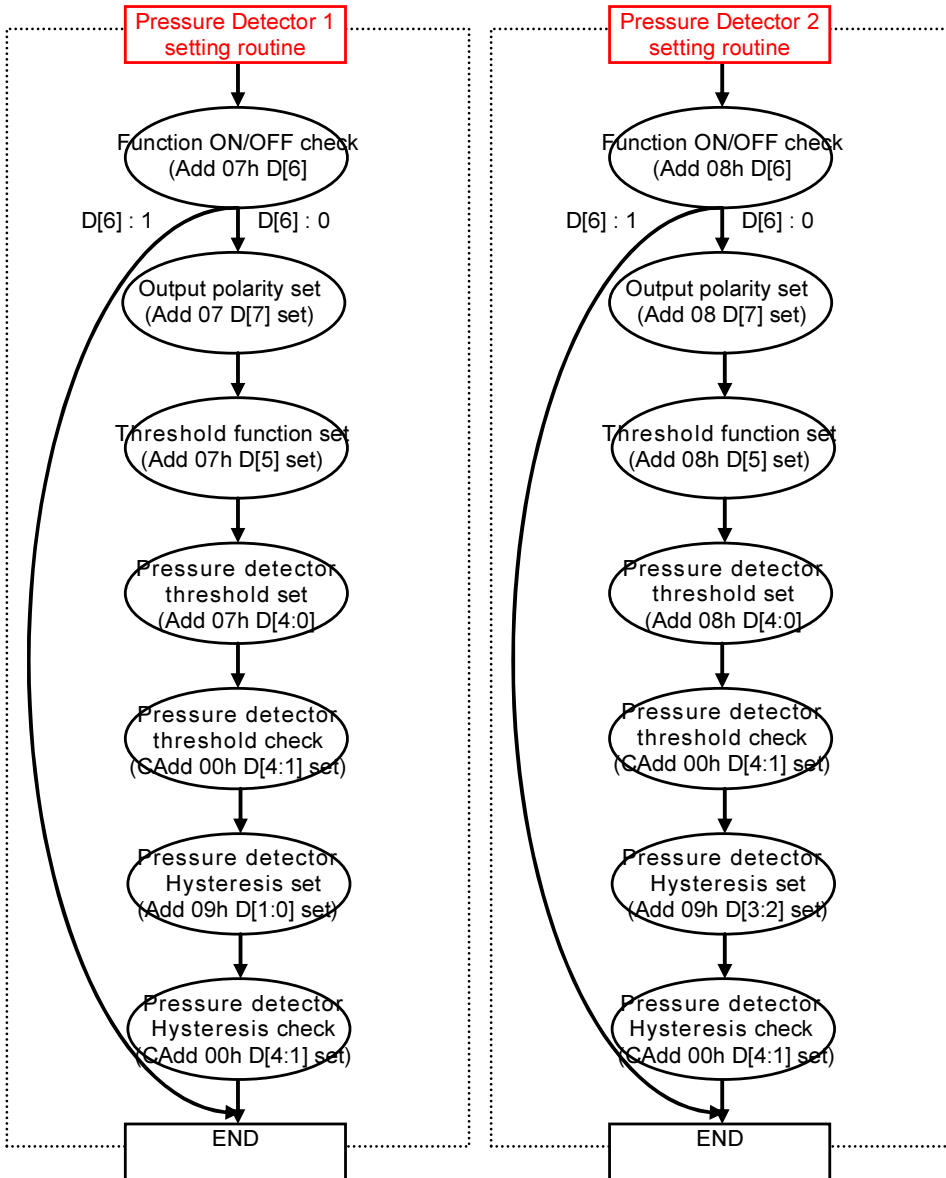 Pressure Detector 1
setting routine
Function ON/OFF check
(Add 07h D[6]
D[6] : 1
D[6] : 0
Output polarity set
(Add 07 D[7] set)
Threshold function set
(Add 07h D[5] set)
Pressure detector
threshold set
(Add 07h D[4:0]
Pressure detector
threshold check
(CAdd 00h D[4:1] set)
Pressure detector
Hysteresis set
(Add 09h D[1:0] set)
Pressure detector
Hysteresis check
(CAdd 00h D[4:1] set)
END
Pressure Detector 2
setting routine
Function ON/OFF check
(Add 08h D[6]
D[6] : 1
D[6] : 0
Output polarity set
(Add 08 D[7] set)
Threshold function set
(Add 08h D[5] set)
Pressure detector
threshold set
(Add 08h D[4:0]
Pressure detector
threshold check
(CAdd 00h D[4:1] set)
Pressure detector
Hysteresis set
(Add 09h D[3:2] set)
Pressure detector
Hysteresis check
(CAdd 00h D[4:1] set)
END